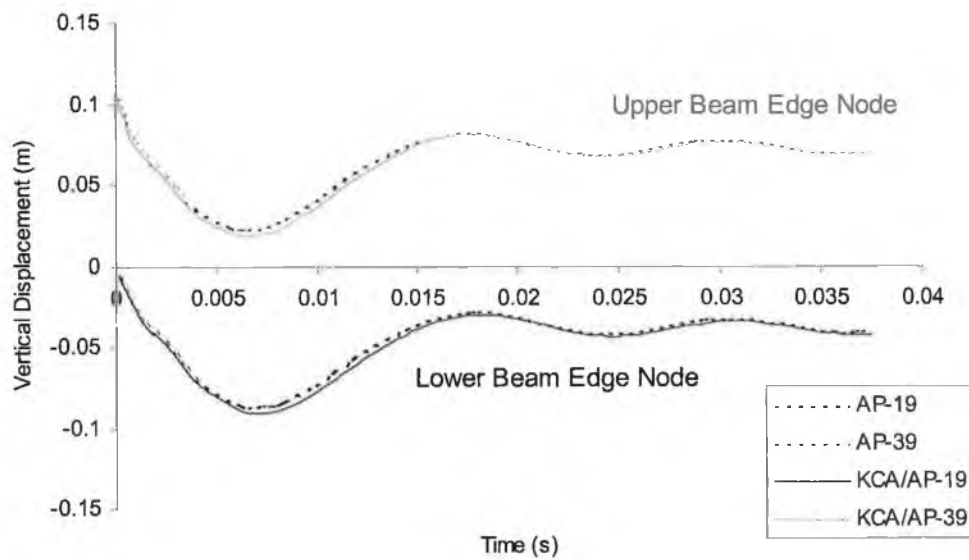 0.15
0.1
0.05
0
-0.05
-0.1
-0.15
Vertical Displacement (m)
Upper Beam Edge Node
0
0.005
0.01
0.015
0.02
0.025
0.03
0.035
0.04
Lower Beam Edge Node
AP-19
AP-39
KCA/AP-19
KCA/AP-39
Time (s)